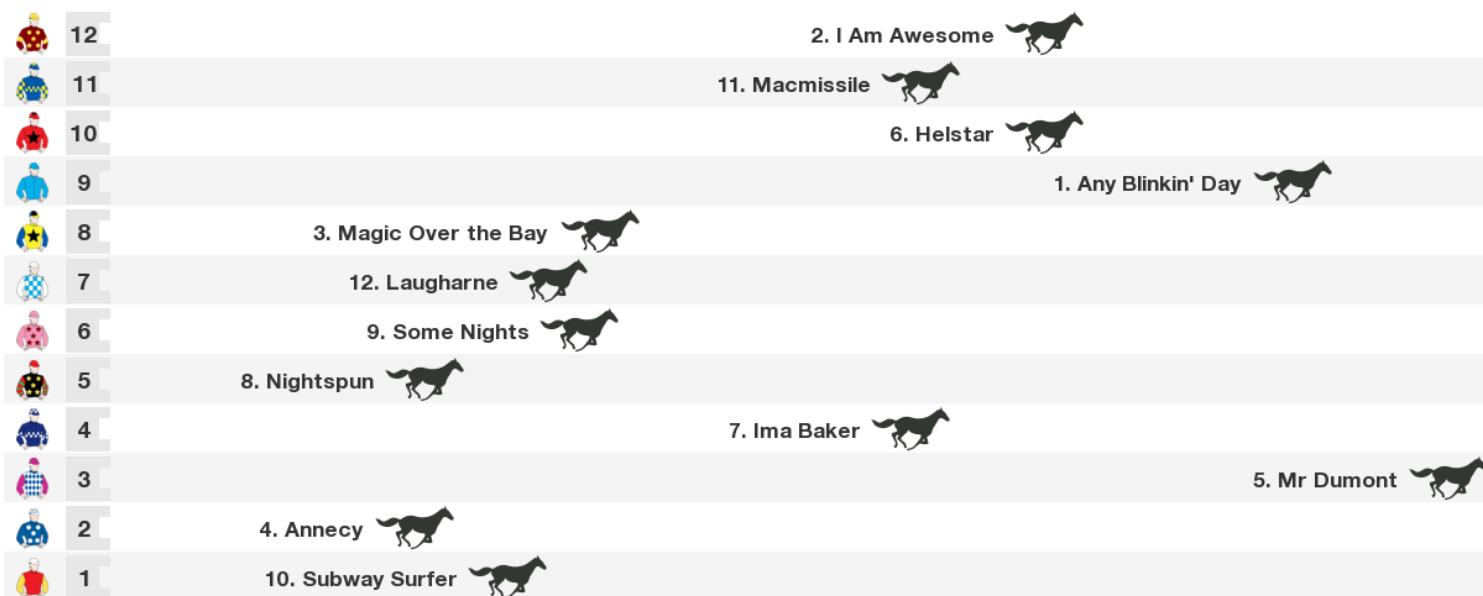 12 2. I Am Awesome
11 11. Macmissile
10 6. Helstar
9 1. Any Blinkin' Day
8 3. Magic Over the Bay
7 12. Laugharne
6 9. Some Nights
5 8. Nightspun
4 7. Ima Baker
3 5. Mr Dumont
2 4. Annecy
1 10. Subway Surfer